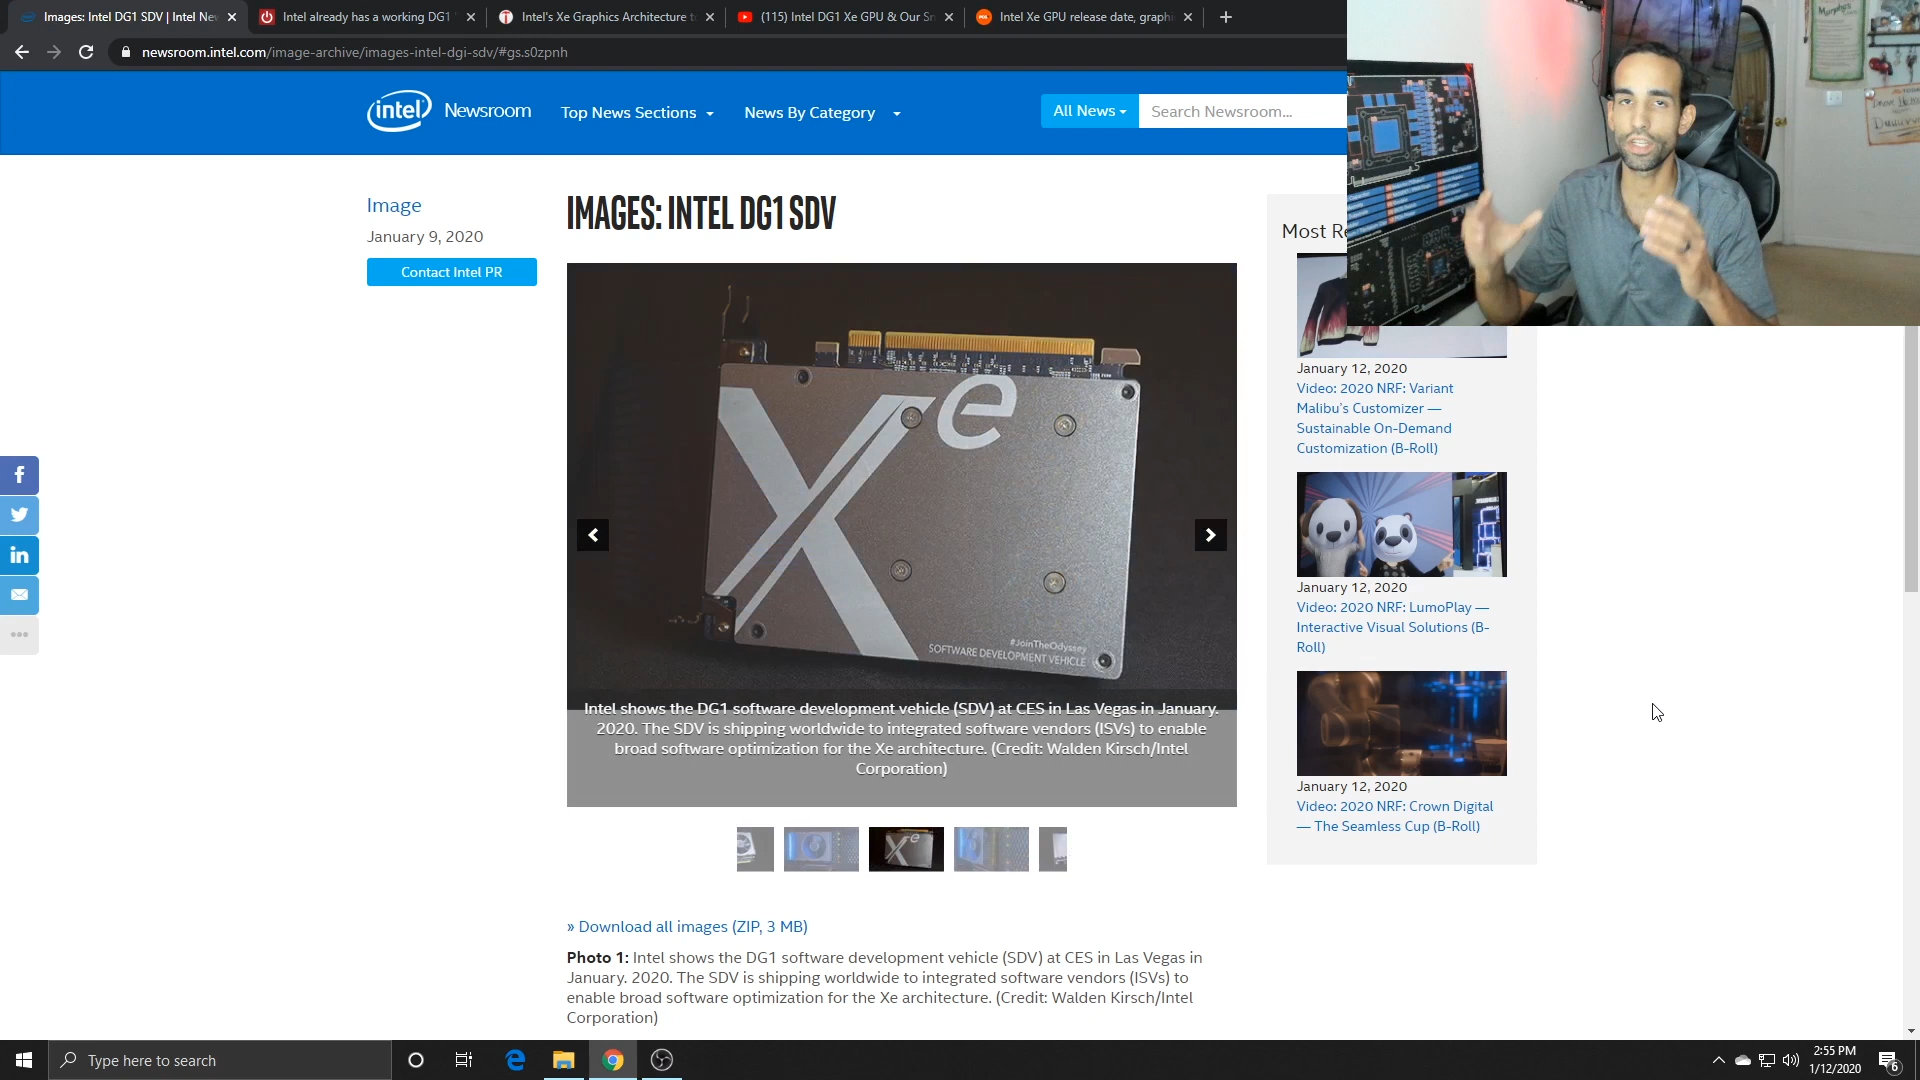 Images: Intel DG1 SDV | Intel New
Intel already has a working DG1
Intel's Xe Graphics Architecture t
(115) Intel DG1 Xe GPU & Our Sn
Intel Xe GPU release date, graphi
newsroom.intel.com/image-archive/images-intel-dgi-sdv/#gs.s0zpnh
intel Newsroom
Top News Sections
News By Category
All News
Search Newsroom...
Image
January 9, 2020
Contact Intel PR
IMAGES: INTEL DG1 SDV
Xe
#JoinTheOdyssey
SOFTWARE DEVELOPMENT VEHICLE
Intel shows the DG1 software development vehicle (SDV) at CES in Las Vegas in January.
2020. The SDV is shipping worldwide to integrated software vendors (ISVs) to enable
broad software optimization for the Xe architecture. (Credit: Walden Kirsch/Intel
Corporation)
» Download all images (ZIP, 3 MB)
Photo 1: Intel shows the DG1 software development vehicle (SDV) at CES in Las Vegas in
January. 2020. The SDV is shipping worldwide to integrated software vendors (ISVs) to
enable broad software optimization for the Xe architecture. (Credit: Walden Kirsch/Intel
Corporation)
Most Re
January 12, 2020
Video: 2020 NRF: Variant
Malibu's Customizer —
Sustainable On-Demand
Customization (B-Roll)
January 12, 2020
Video: 2020 NRF: LumoPlay —
Interactive Visual Solutions (B-
Roll)
January 12, 2020
Video: 2020 NRF: Crown Digital
— The Seamless Cup (B-Roll)
Type here to search
2:55 PM
1/12/2020
6